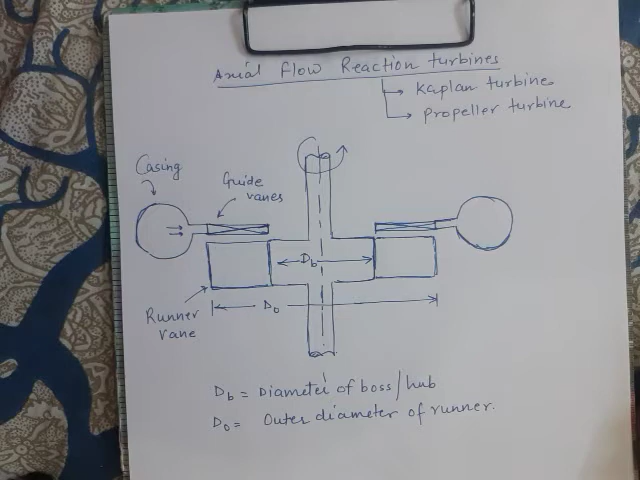 Axial Flow Reaction turbines
Kaplan turbine
propeller turbine
Casing
Guide
vanes
Db
Runner
vane
Do
Db = Diameter of boss/hub
Do = Outer diameter of runner.